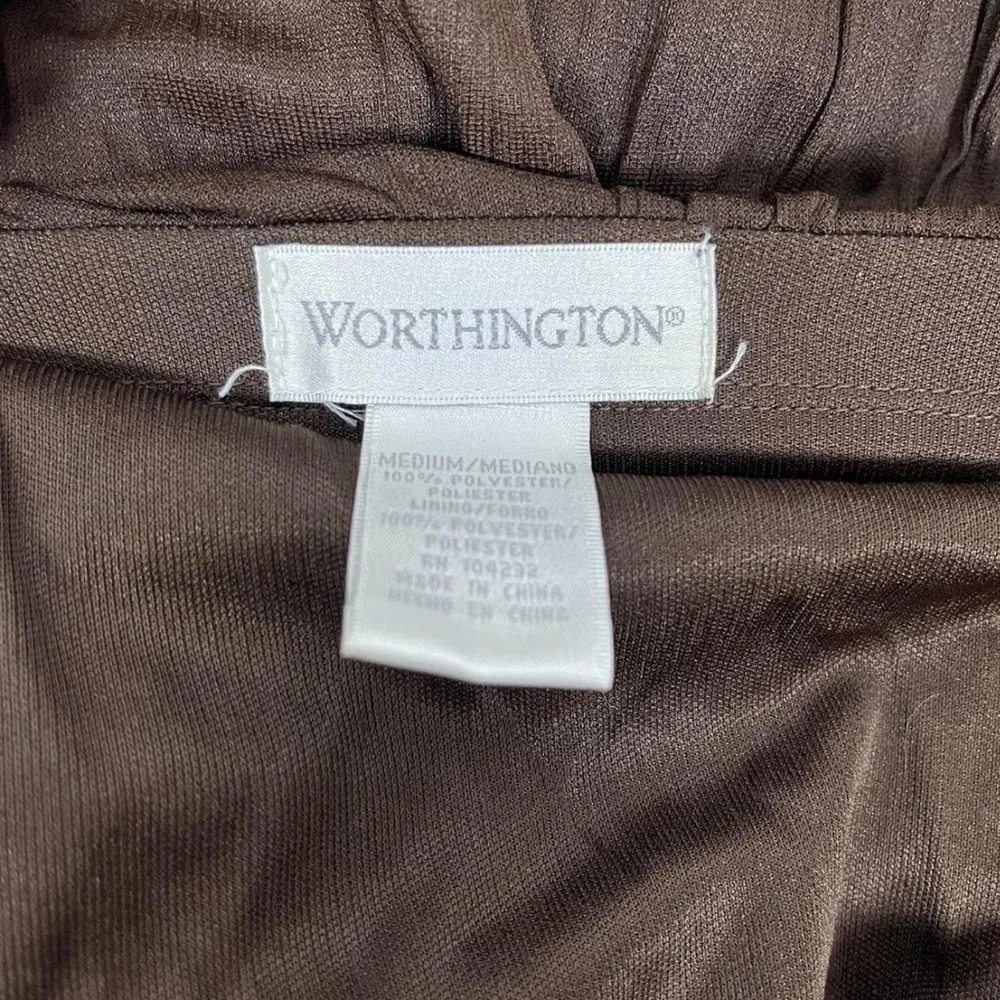 WORTHINGTON®
MEDIUM/MEDIANO
100% POLYESTER/
POLIESTER
LINING/FORRO
100% POLYESTER/
POLIESTER
RN 104232
MADE IN CHINA
HECHO EN CHINA